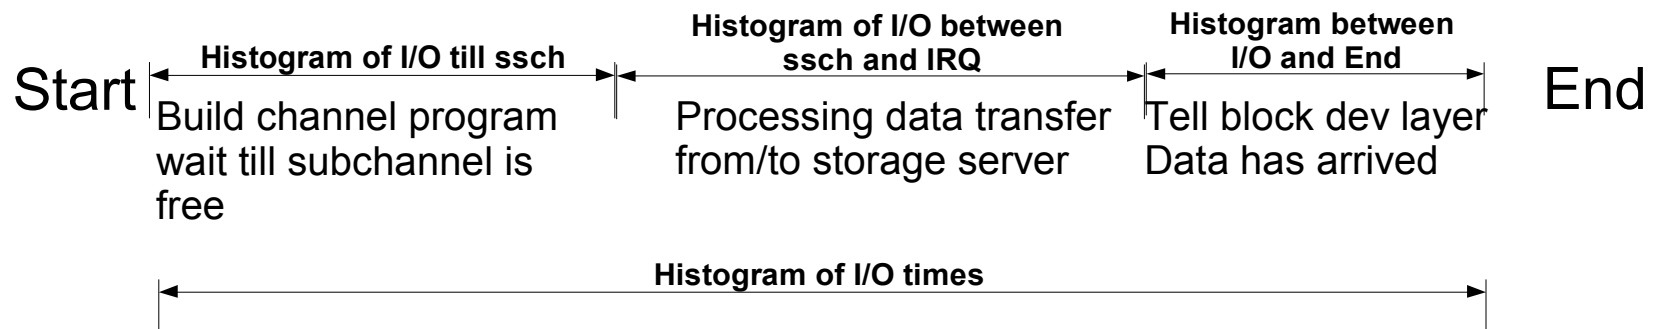 Start
Histogram of I/O till ssch
Build channel program
wait till subchannel is
free
Histogram of I/O between
ssch and IRQ
Processing data transfer
from/to storage server
Histogram between
I/O and End
Tell block dev layer
Data has arrived
End
Histogram of I/O times